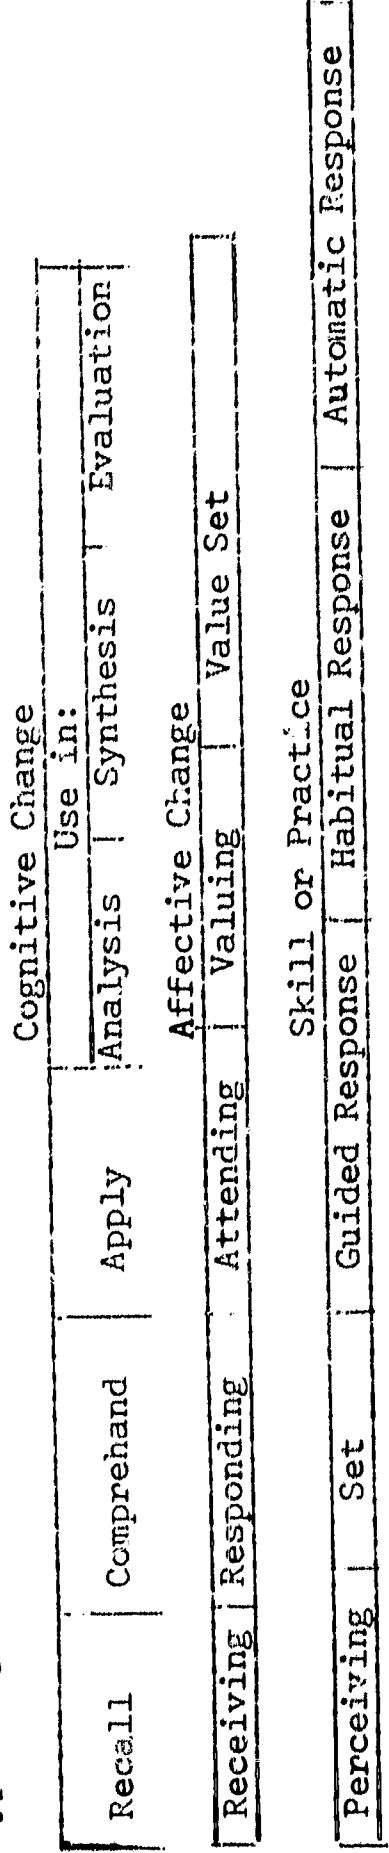 Cognitive Change
Use in:
Recall | Comprehand | Apply | Analysis | Synthesis | Evaluation
Affective Change
Receiving | Responding | Attending | Valuing | Value Set
Skill or Practice
Perceiving | Set | Guided Response | Habitual Response | Automatic Response